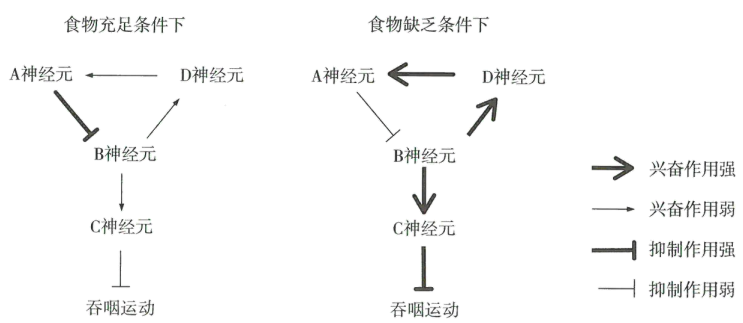 食物充足条件下
A神经元
D神经元
B神经元
C神经元
吞咽运动
食物缺乏条件下
A神经元
D神经元
B神经元
C神经元
吞咽运动
兴奋作用强
兴奋作用弱
抑制作用强
抑制作用弱